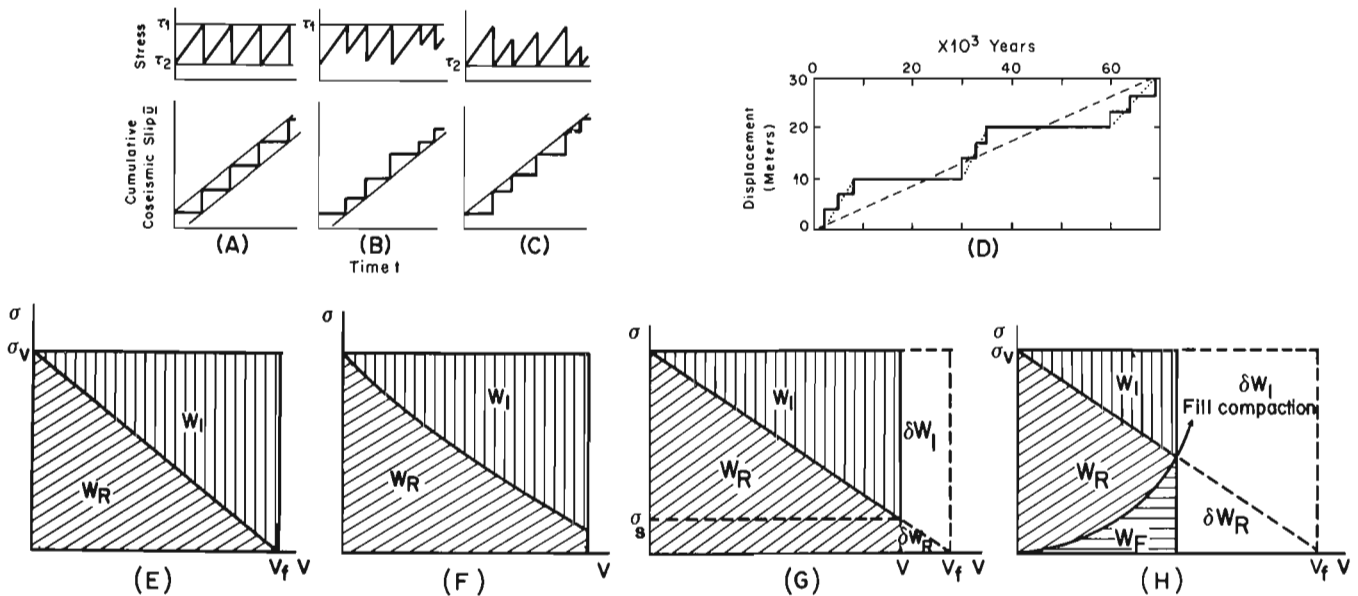 Stress
τ1
τ2
τ1
τ2
Cumulative
Coseismic Slip ū
(A)
(B)
(C)
Time t
X10³ Years
0 20 40 60
30
20
10
0
Displacement
(Meters)
(D)
σ
σV
WI
WR
Vf V
(E)
σ
WI
WR
V
(F)
σ
WI
WR
δWI
σs
δWR
V Vf V
(G)
σ
σV
WI
δWI
Fill compaction
WR
δWR
WF
Vf V
(H)